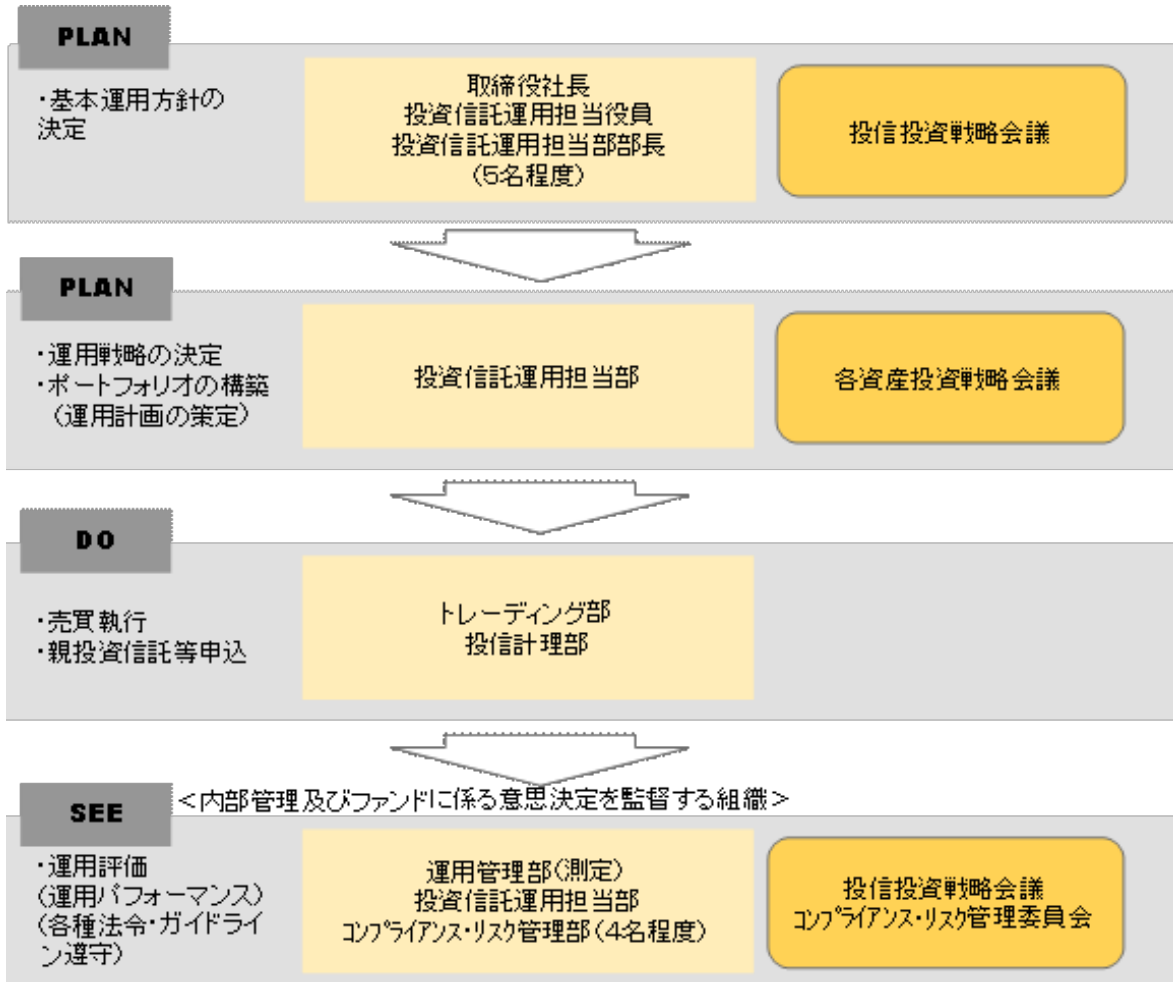 PLAN
・基本運用方針の
決定
取締役社長
投資信託運用担当役員
投資信託運用担当部部長
(5名程度)
投信投資戦略会議
PLAN
・運用戦略の決定
・ポートフォリオの構築
(運用計画の策定)
投資信託運用担当部
各資産投資戦略会議
DO
・売買執行
・親投資信託等申込
トレーディング部
投信計理部
<内部管理及びファンドに係る意思決定を監督する組織>
SEE
・運用評価
(運用パフォーマンス)
(各種法令・ガイドライ
ン遵守)
運用管理部(測定)
投資信託運用担当部
コンプライアンス・リスク管理部(4名程度)
投信投資戦略会議
コンプライアンス・リスク管理委員会